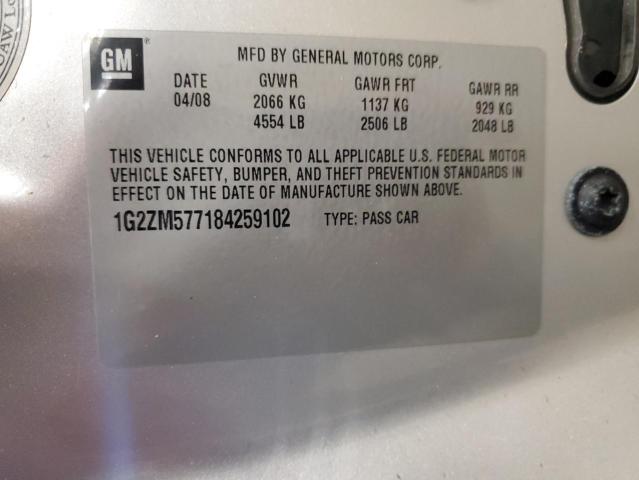 UAW Lo
GM
MFD BY GENERAL MOTORS CORP.
DATE GVWR GAWR FRT GAWR RR
04/08 2066 KG 1137 KG 929 KG
4554 LB 2506 LB 2048 LB
THIS VEHICLE CONFORMS TO ALL APPLICABLE U.S. FEDERAL MOTOR
VEHICLE SAFETY, BUMPER, AND THEFT PREVENTION STANDARDS IN
EFFECT ON THE DATE OF MANUFACTURE SHOWN ABOVE.
1G2ZM577184259102 TYPE: PASS CAR